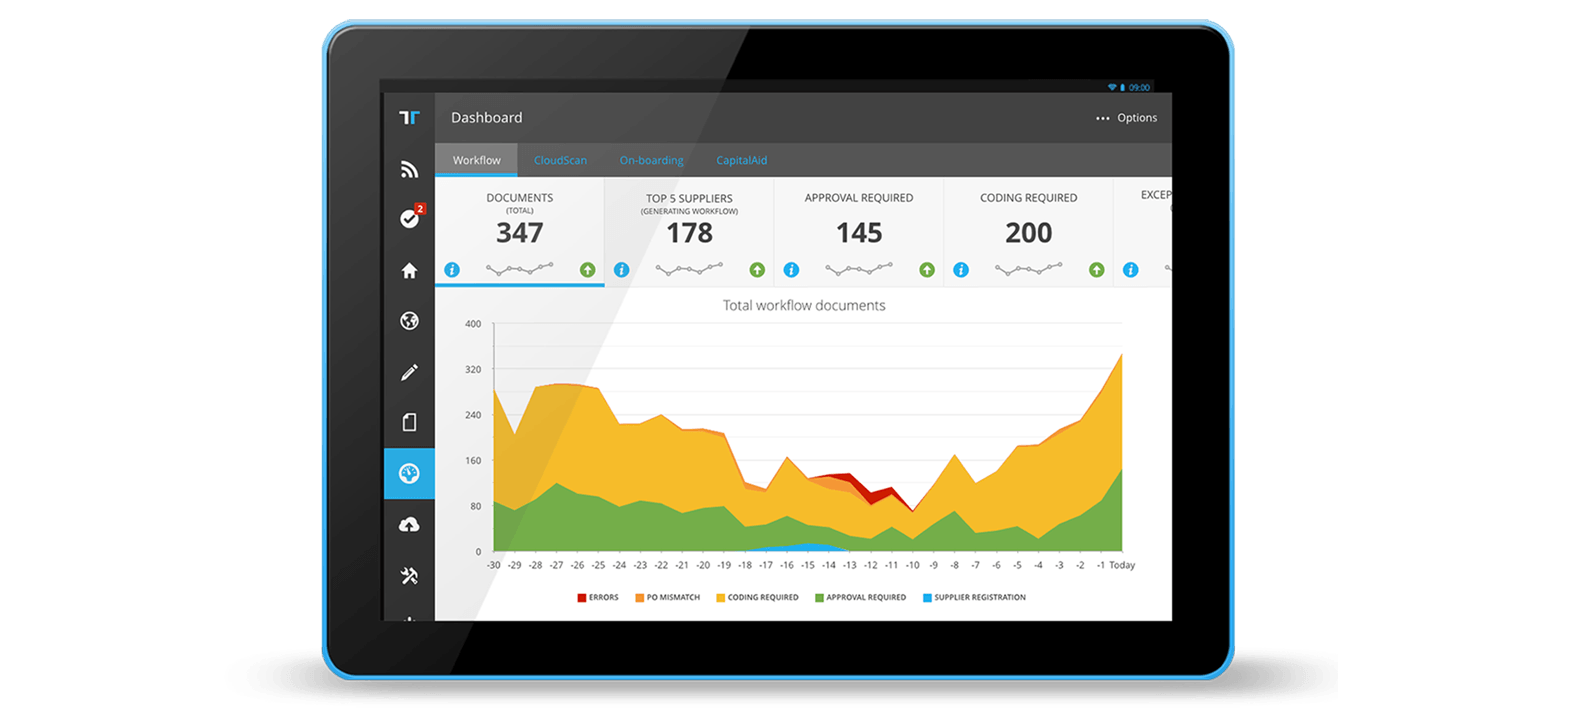 09:00
Dashboard
Options
2
Workflow CloudScan On-boarding CapitalAid
DOCUMENTS
(TOTAL)
347
TOP 5 SUPPLIERS
(GENERATING WORKFLOW)
178
APPROVAL REQUIRED
145
CODING REQUIRED
200
EXCEP
Total workflow documents
400
320
240
160
80
0
-30 -29 -28 -27 -26 -25 -24 -23 -22 -21 -20 -19 -18 -17 -16 -15 -14 -13 -12 -11 -10 -9 -8 -7 -6 -5 -4 -3 -2 -1 Today
ERRORS PO MISMATCH CODING REQUIRED APPROVAL REQUIRED SUPPLIER REGISTRATION